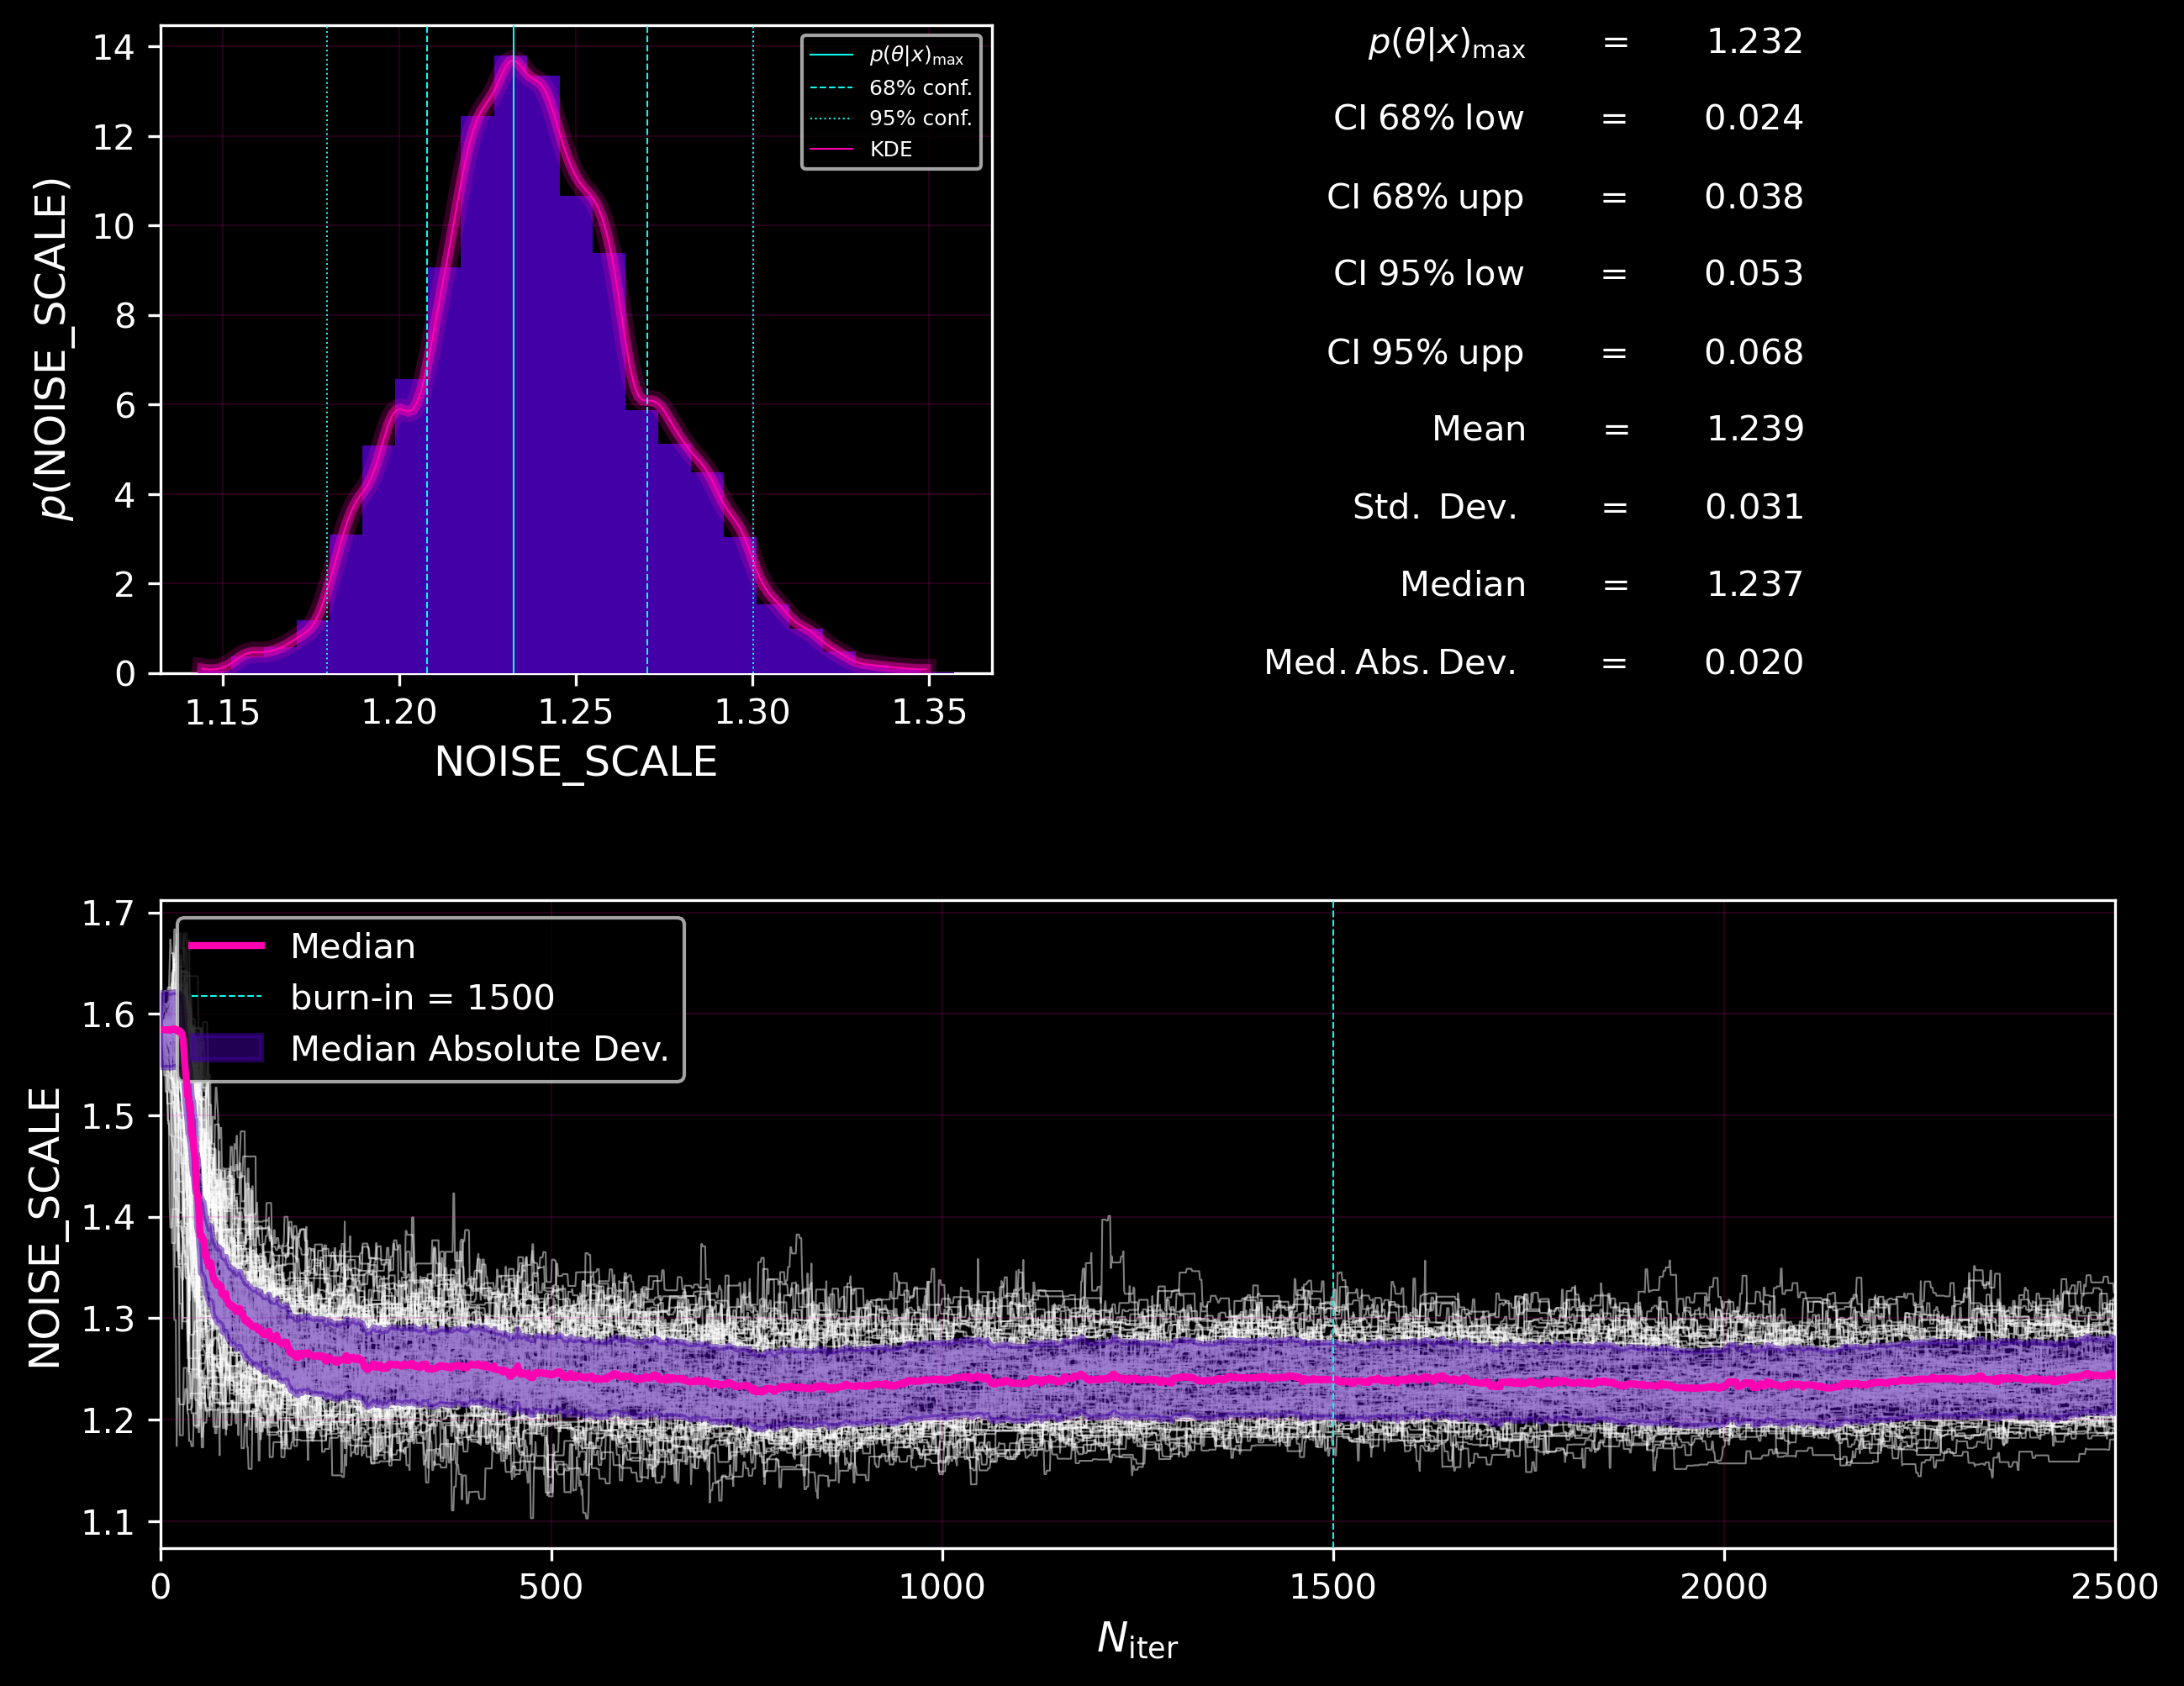 14
12
10
8
6
4
2
0
p(NOISE_SCALE)
1.15 1.20 1.25 1.30 1.35
NOISE_SCALE
p(θ|x)max
68% conf.
95% conf.
KDE
p(θ|x)max = 1.232
CI 68% low = 0.024
CI 68% upp = 0.038
CI 95% low = 0.053
CI 95% upp = 0.068
Mean = 1.239
Std. Dev. = 0.031
Median = 1.237
Med. Abs. Dev. = 0.020
1.7
1.6
1.5
1.4
1.3
1.2
1.1
NOISE_SCALE
Median
burn-in = 1500
Median Absolute Dev.
0 500 1000 1500 2000 2500
Niter